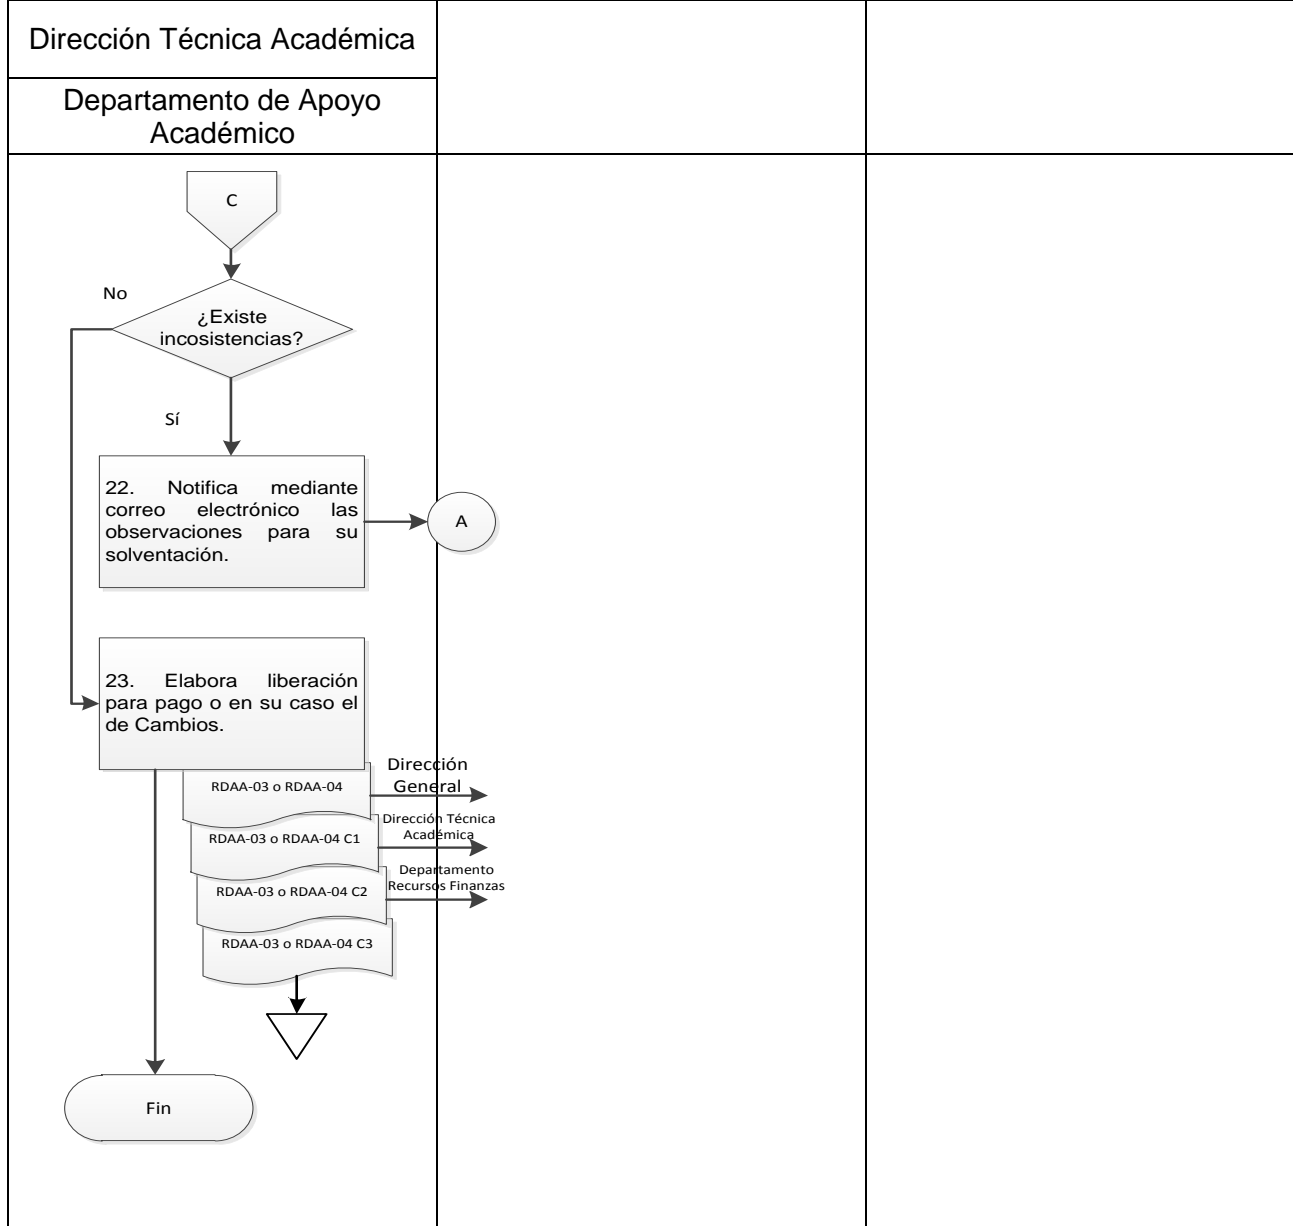 Dirección Técnica Académica
Departamento de Apoyo
Académico
C
No
¿Existe
incosistencias?
Sí
22. Notifica mediante
correo electrónico las
observaciones para su
solventación.
A
23. Elabora liberación
para pago o en su caso el
de Cambios.
RDAA-03 o RDAA-04
Dirección
General
RDAA-03 o RDAA-04 C1
Dirección Técnica
Académica
RDAA-03 o RDAA-04 C2
Departamento
Recursos Finanzas
RDAA-03 o RDAA-04 C3
Fin